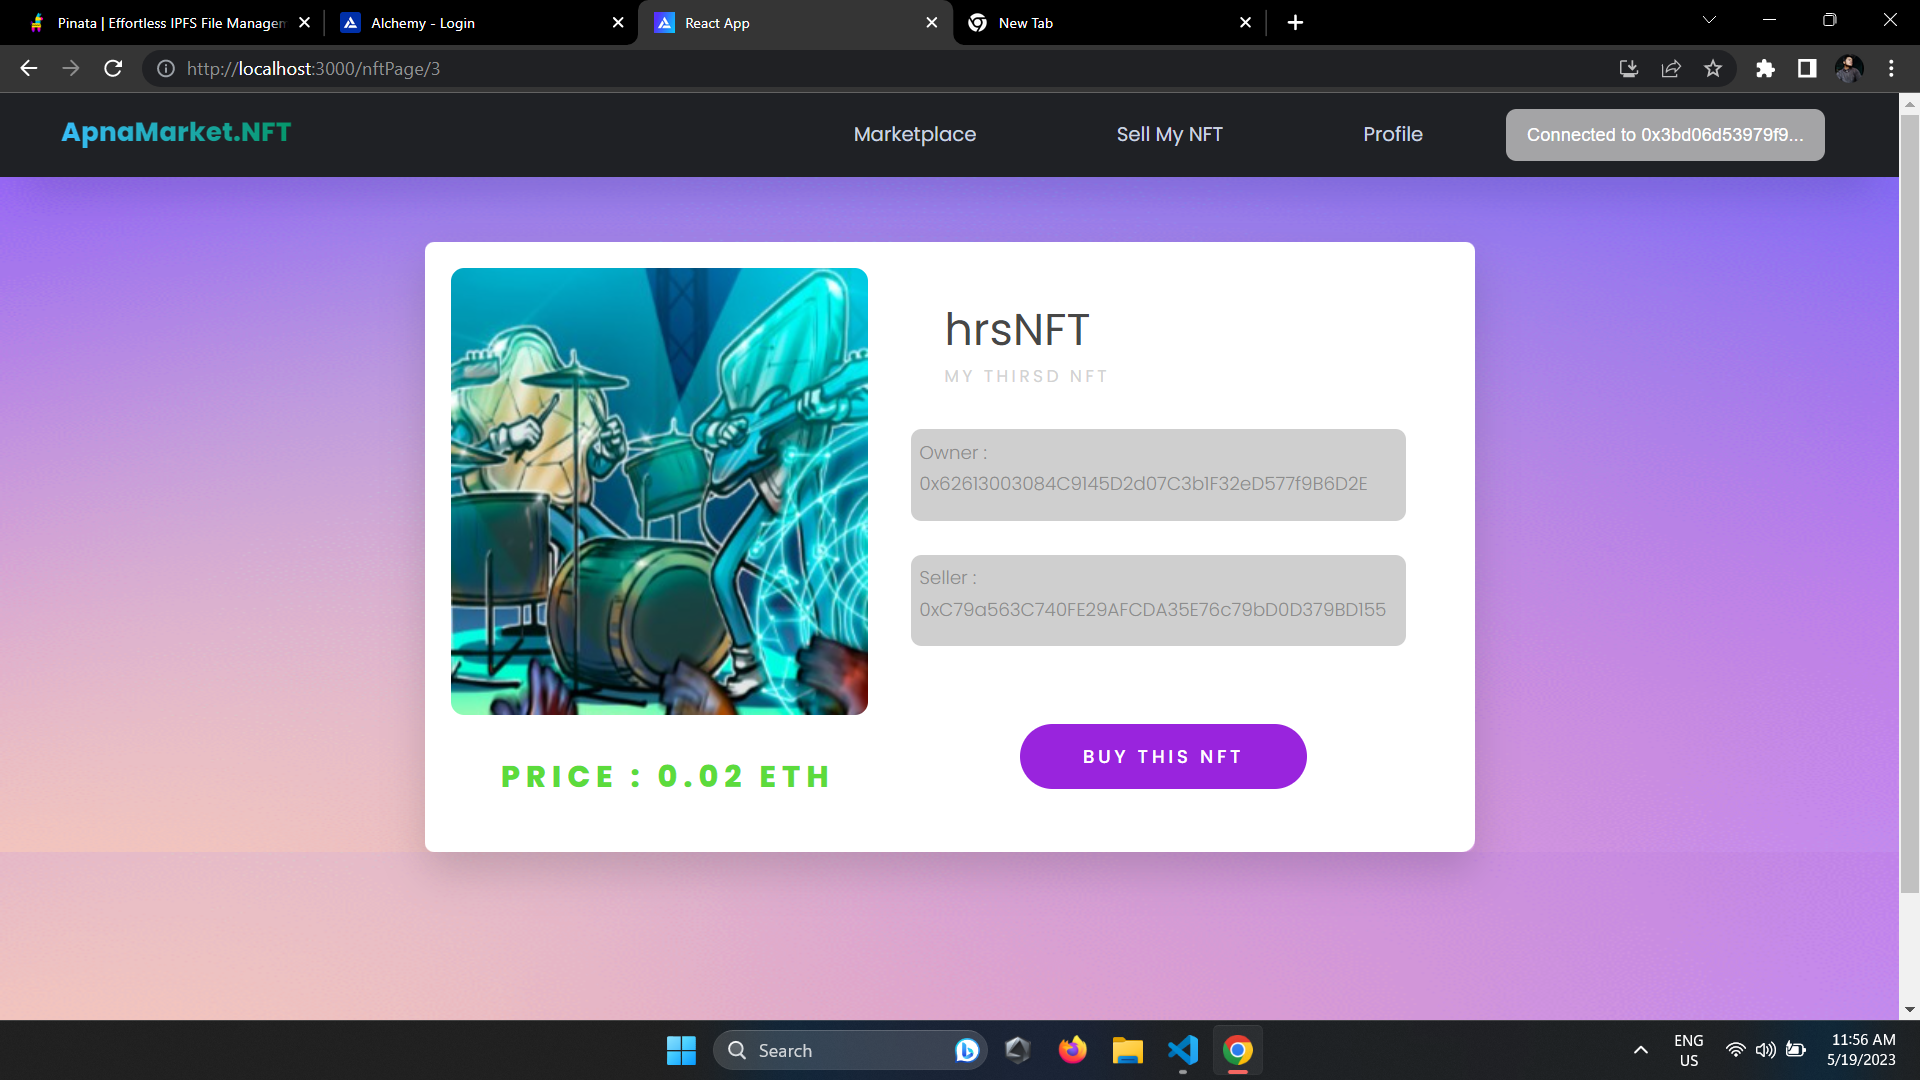 Pinata | Effortless IPFS File Managem
Alchemy - Login
React App
New Tab
http://localhost:3000/nftPage/3
ApnaMarket.NFT
Marketplace
Sell My NFT
Profile
Connected to 0x3bd06d53979f9...
hrsNFT
MY THIRSD NFT
Owner :
0x62613003084C9145D2d07C3b1F32eD577f9B6D2E
Seller :
0xC79a563C740FE29AFCDA35E76c79bD0D379BD155
PRICE : 0.02 ETH
BUY THIS NFT
Search
ENG
US
11:56 AM
5/19/2023